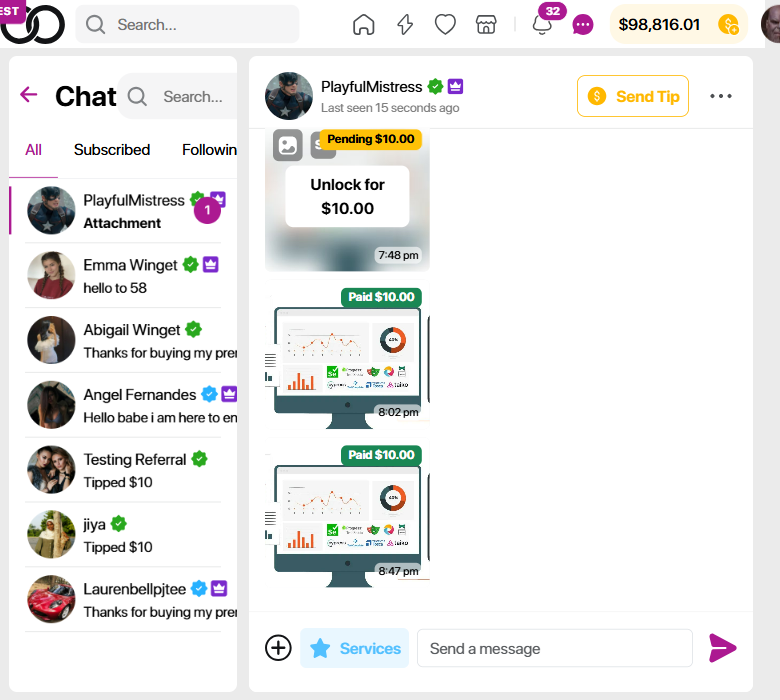 EST
Search...
32
$98,816.01
Chat
Search...
All
Subscribed
Followin
PlayfulMistress
Attachment
1
Emma Winget
hello to 58
Abigail Winget
Thanks for buying my prer
Angel Fernandes
Hello babe i am here to en
Testing Referral
Tipped $10
jiya
Tipped $10
Laurenbellpjtee
Thanks for buying my prer
PlayfulMistress
Last seen 15 seconds ago
Send Tip
Pending $10.00
Unlock for
$10.00
7:48 pm
Paid $10.00
8:02 pm
Paid $10.00
8:47 pm
Services
Send a message